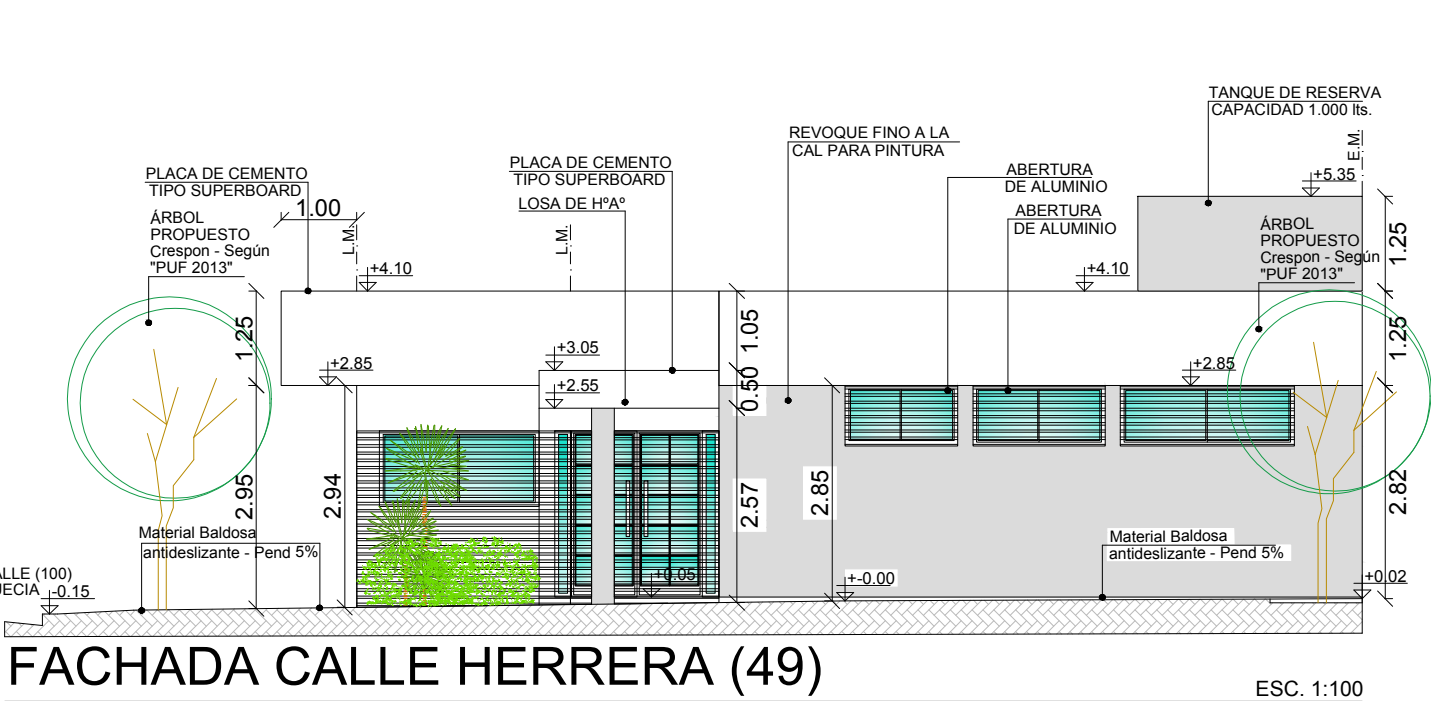 TANQUE DE RESERVA
CAPACIDAD 1.000 lts.
REVOQUE FINO A LA
CAL PARA PINTURA
E.M.
PLACA DE CEMENTO
TIPO SUPERBOARD
PLACA DE CEMENTO
TIPO SUPERBOARD
ABERTURA
DE ALUMINIO
+5.35
LOSA DE HºAº
ABERTURA
DE ALUMINIO
1.00
ÁRBOL
PROPUESTO
Crespon - Según
"PUF 2013"
ÁRBOL
PROPUESTO
Crespon - Según
"PUF 2013"
L.M.
L.M.
1.25
+4.10
+4.10
1.25
1.05
1.25
+3.05
+2.85
+2.85
+2.55
0.50
2.95
2.94
2.57
2.85
2.82
Material Baldosa
antideslizante - Pend 5%
Material Baldosa
antideslizante - Pend 5%
ALLE (100)
UECIA
-0.15
+0.05
+-0.00
+0.02
FACHADA CALLE HERRERA (49)
ESC. 1:100